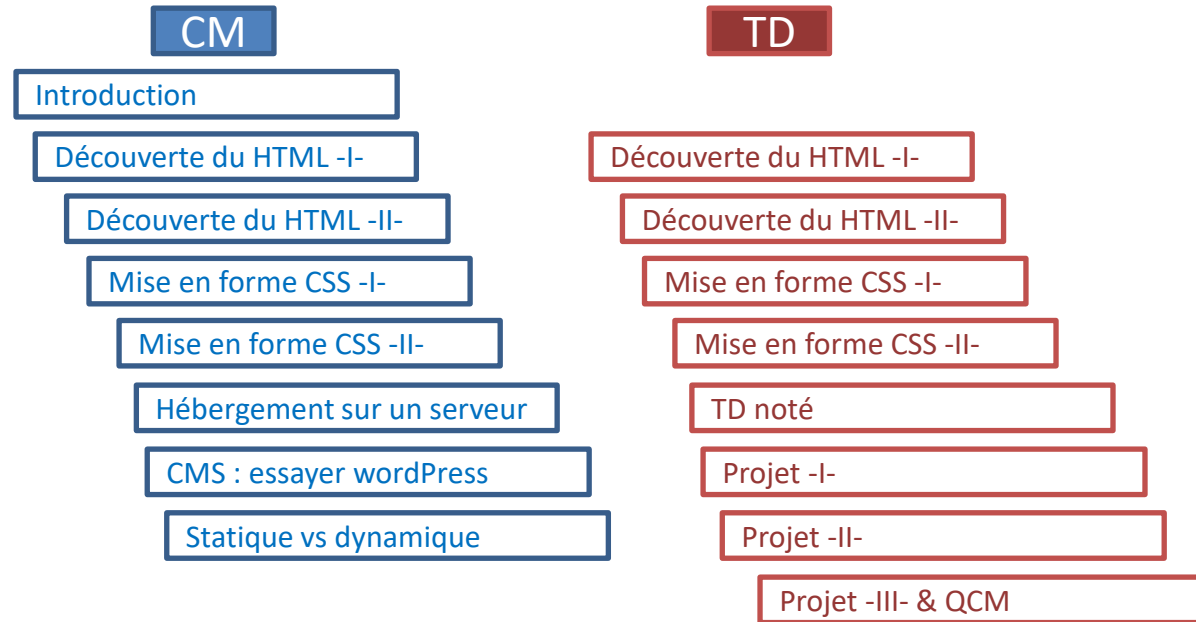 CM
Introduction
Découverte du HTML -I-
Découverte du HTML -II-
Mise en forme CSS -I-
Mise en forme CSS -II-
Hébergement sur un serveur
CMS : essayer wordPress
Statique vs dynamique
TD
Découverte du HTML -I-
Découverte du HTML -II-
Mise en forme CSS -I-
Mise en forme CSS -II-
TD noté
Projet -I-
Projet -II-
Projet -III- & QCM